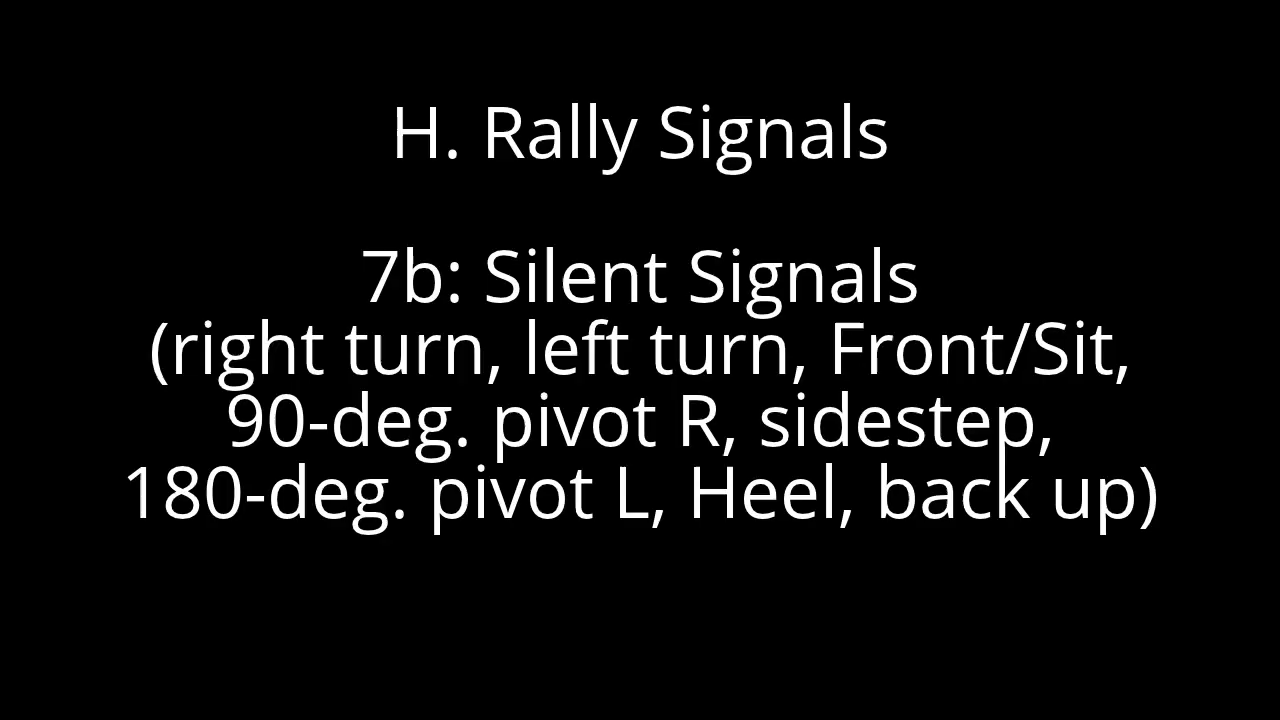 H. Rally Signals
7b: Silent Signals
(right turn, left turn, Front/Sit,
90-deg. pivot R, sidestep,
180-deg. pivot L, Heel, back up)